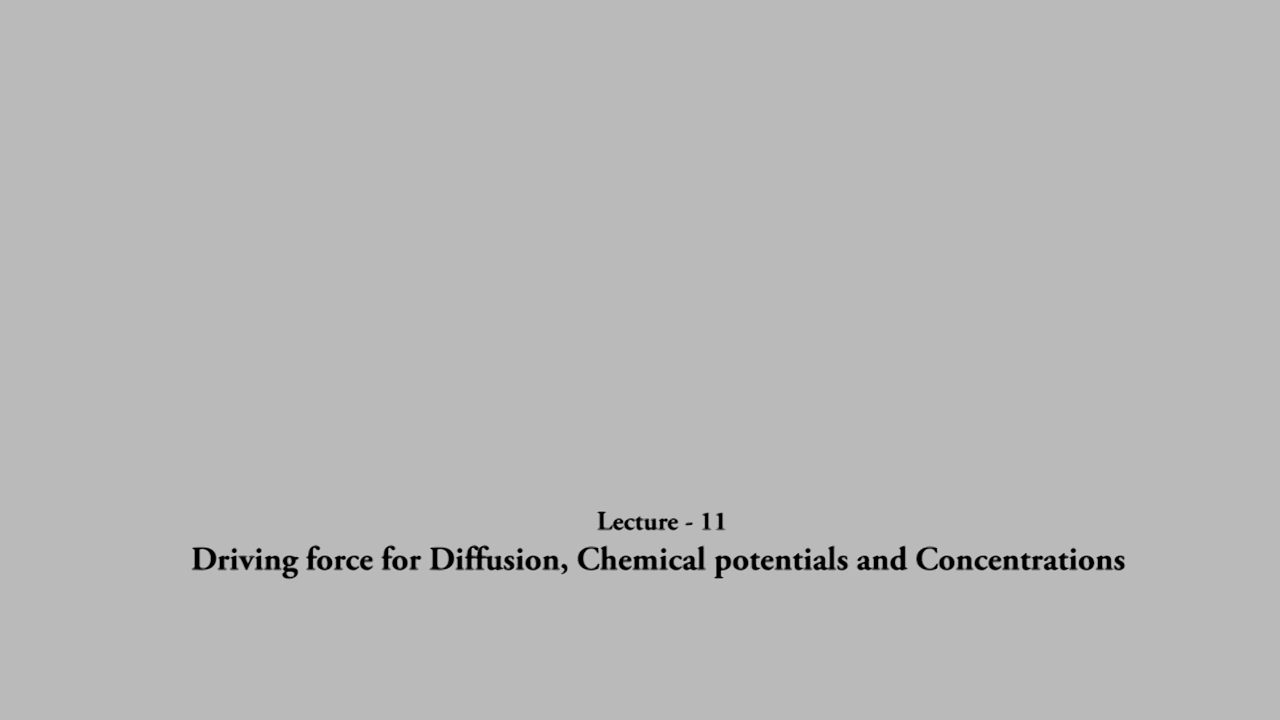 Lecture - 11
Driving force for Diffusion, Chemical potentials and Concentrations